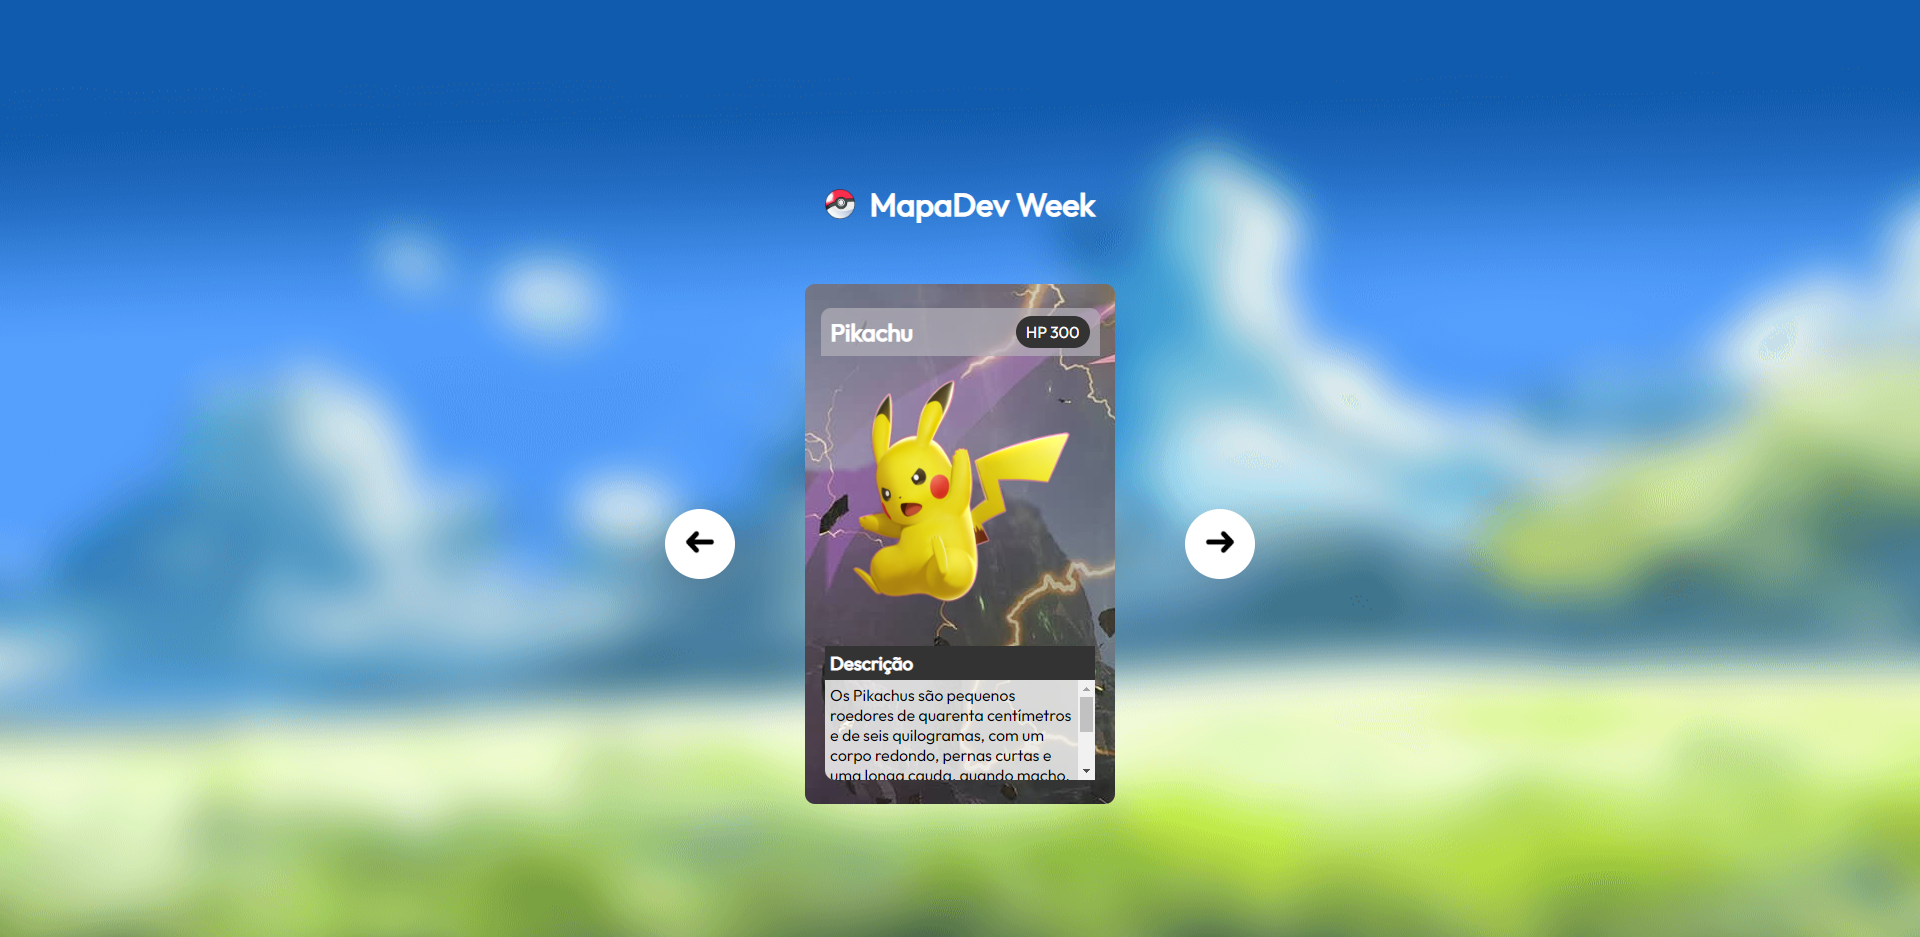 MapaDev Week
Pikachu
HP 300
Descrição
Os Pikachus são pequenos
roedores de quarenta centímetros
e de seis quilogramas, com um
corpo redondo, pernas curtas e
uma longa cauda, quando macho,